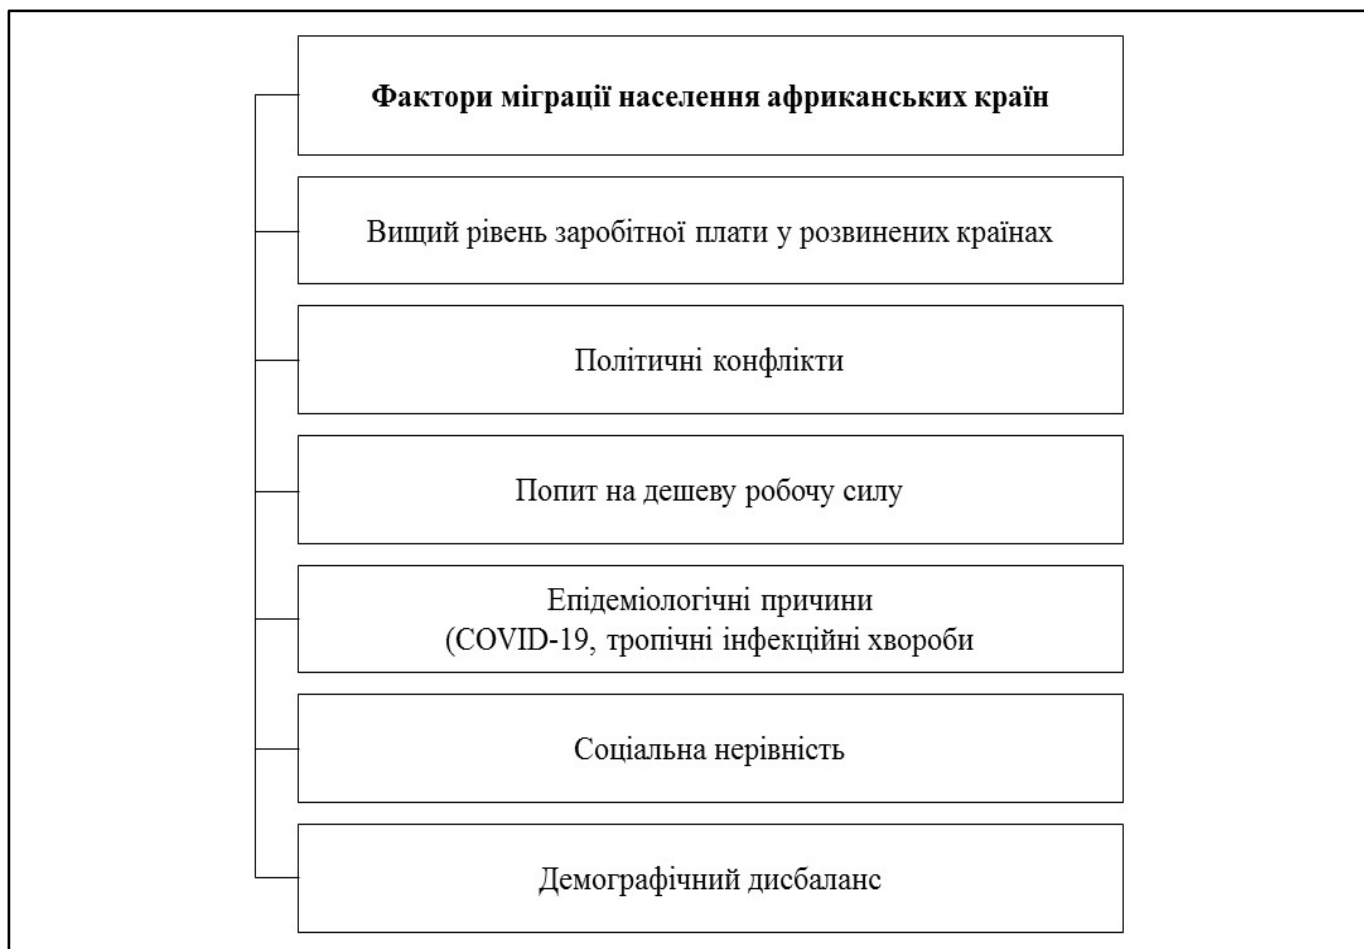 Фактори міграції населення африканських країн
Вищий рівень заробітної плати у розвинених країнах
Політичні конфлікти
Попит на дешеву робочу силу
Епідеміологічні причини
(COVID-19, тропічні інфекційні хвороби
Соціальна нерівність
Демографічний дисбаланс